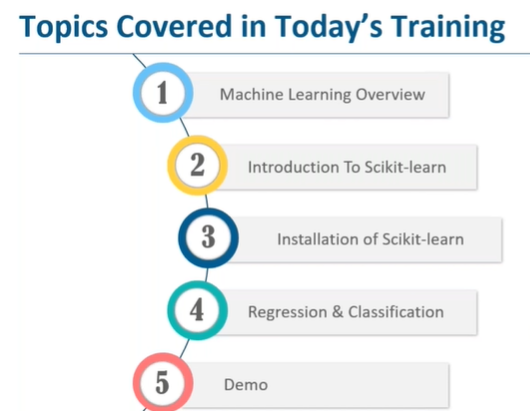 Topics Covered in Today's Training
1
Machine Learning Overview
2
Introduction To Scikit-learn
3
Installation of Scikit-learn
4
Regression & Classification
5
Demo